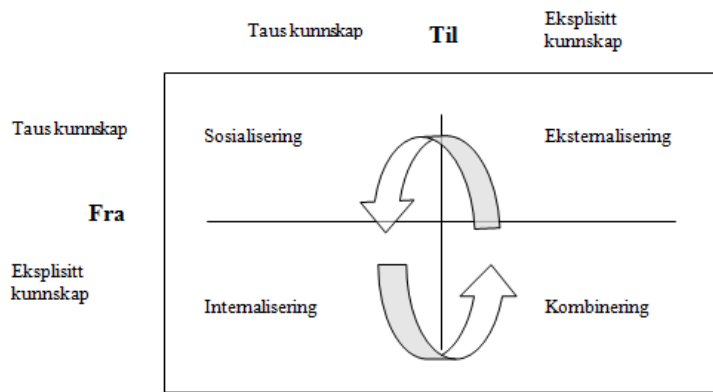 Taus kunnskap
Til
Eksplisitt
kunnskap
Taus kunnskap
Sosialisering
Eksternalisering
Fra
Eksplisitt
kunnskap
Internalisering
Kombinering